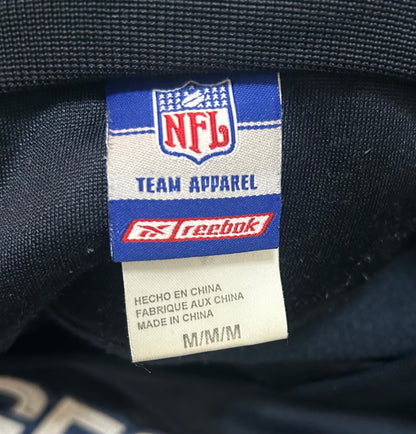 NFL
TEAM APPAREL
reebok
HECHO EN CHINA
FABRIQUE AUX CHINA
MADE IN CHINA
M/M/M